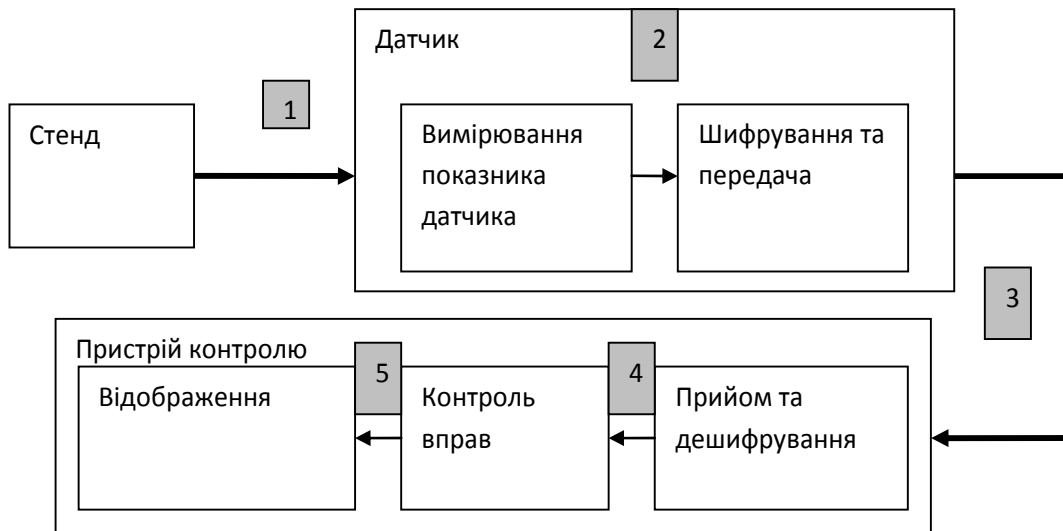 Датчик
2
1
Стенд
Вимірювання
показника
датчика
Шифрування та
передача
3
Пристрій контролю
5
4
Відображення
Контроль
вправ
Прийом та
дешифрування